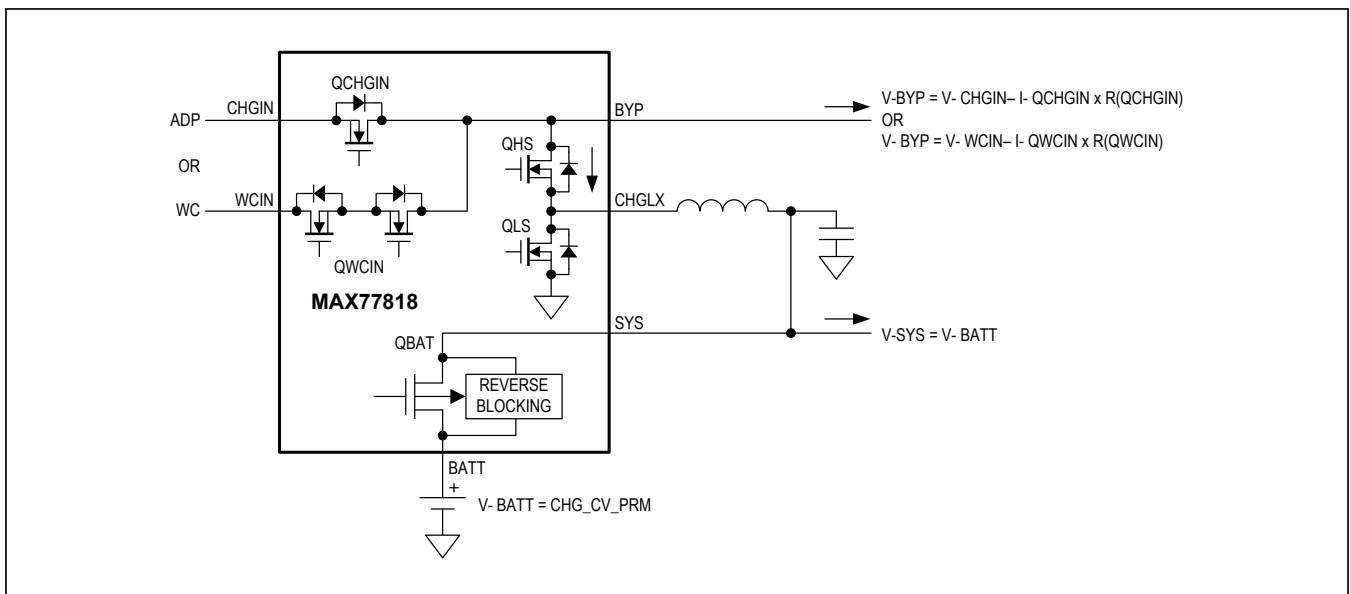 QCHGIN
CHGIN
ADP
BYP
V-BYP = V- CHGIN– I- QCHGIN x R(QCHGIN)
OR
V- BYP = V- WCIN– I- QWCIN x R(QWCIN)
QHS
OR
WCIN
WC
CHGLX
QLS
QWCIN
MAX77818
SYS
V-SYS = V- BATT
QBAT
REVERSE
BLOCKING
BATT
+
V- BATT = CHG_CV_PRM